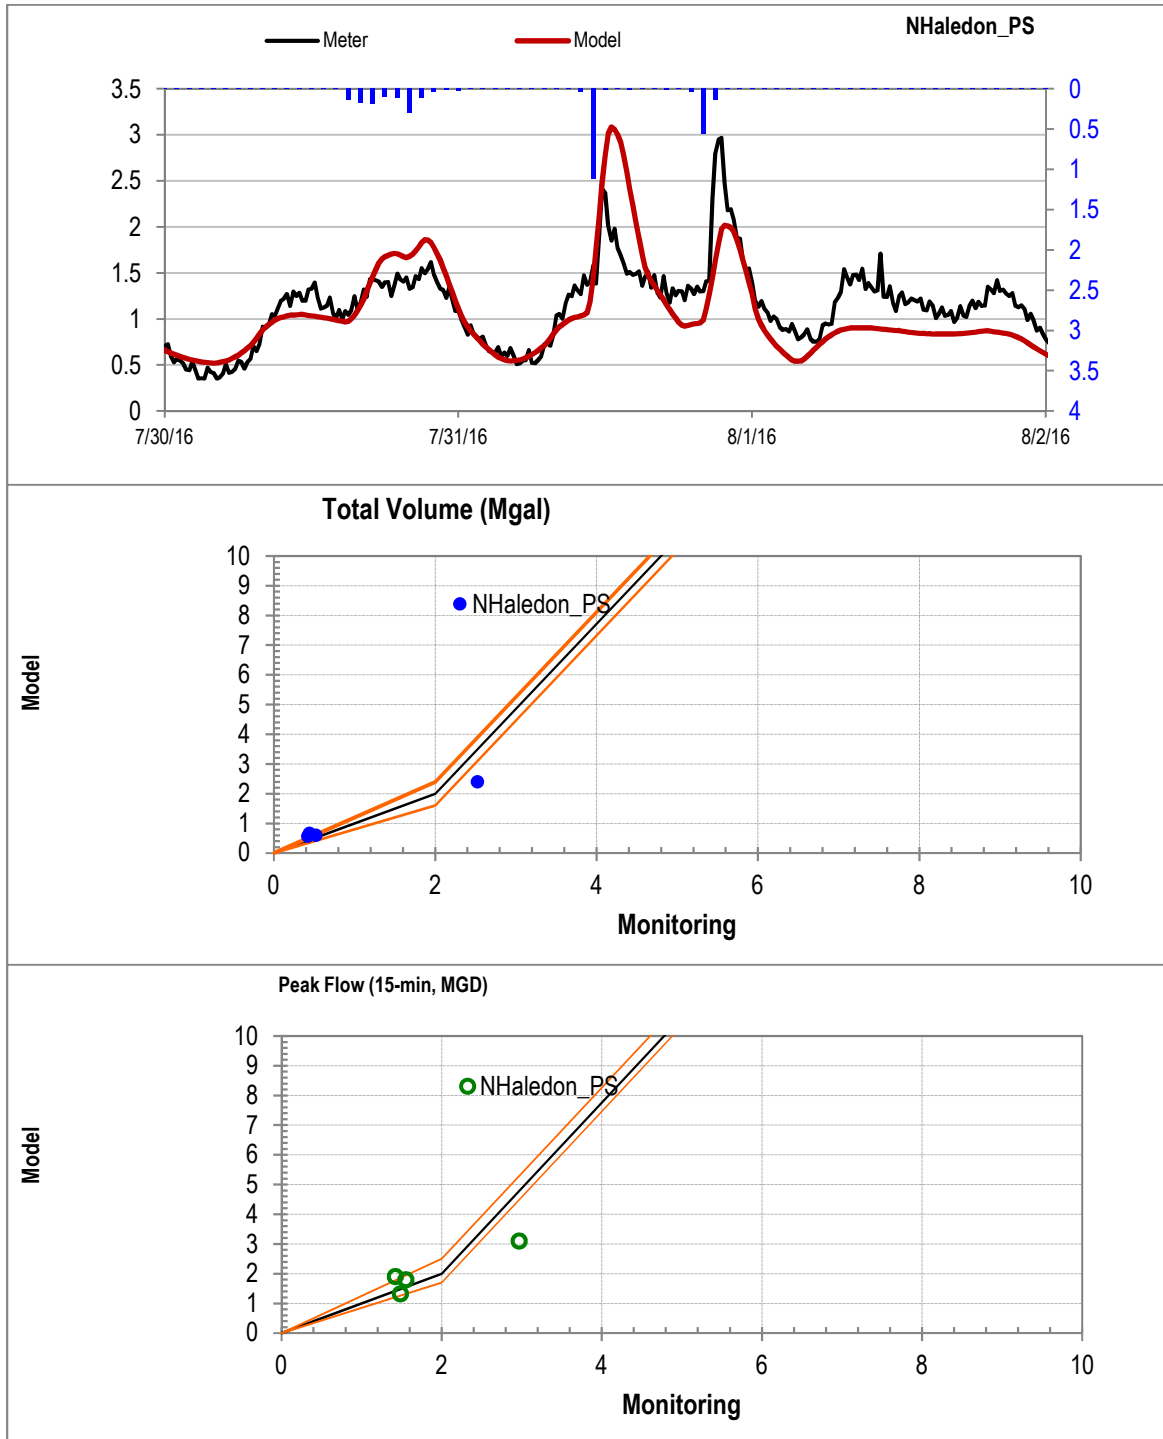 NHaledon_PS
Meter Model
3.5 0
3 0.5
2.5 1
2 1.5
1.5 2
1 2.5
0.5 3
0 3.5
4
7/30/16 7/31/16 8/1/16 8/2/16
Total Volume (Mgal)
10
9
8
7
6
5
4
3
2
1
0
NHaledon_PS
Model
0 2 4 6 8 10
Monitoring
Peak Flow (15-min, MGD)
10
9
8
7
6
5
4
3
2
1
0
NHaledon_PS
Model
0 2 4 6 8 10
Monitoring